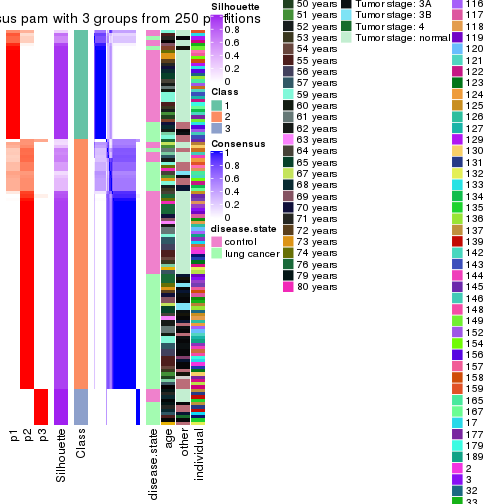 sus pam with 3 groups from 250 partitions
Silhouette
1
0.8
0.6
0.4
0.2
0
Class
1
2
3
Consensus
1
0.8
0.6
0.4
0.2
0
disease.state
control
lung cancer
50 years
51 years
52 years
53 years
54 years
55 years
56 years
57 years
59 years
60 years
61 years
62 years
63 years
64 years
65 years
67 years
68 years
69 years
70 years
71 years
72 years
73 years
74 years
76 years
79 years
80 years
Tumor stage: 3A
Tumor stage: 3B
Tumor stage: 4
Tumor stage: normal
116
117
118
119
120
121
122
123
124
125
126
127
129
130
131
132
133
134
135
136
137
139
142
143
144
145
146
148
149
152
154
156
157
158
159
165
167
17
177
179
189
2
3
32
33
p1
p2
p3
Silhouette
Class
disease.state
age
other
individual